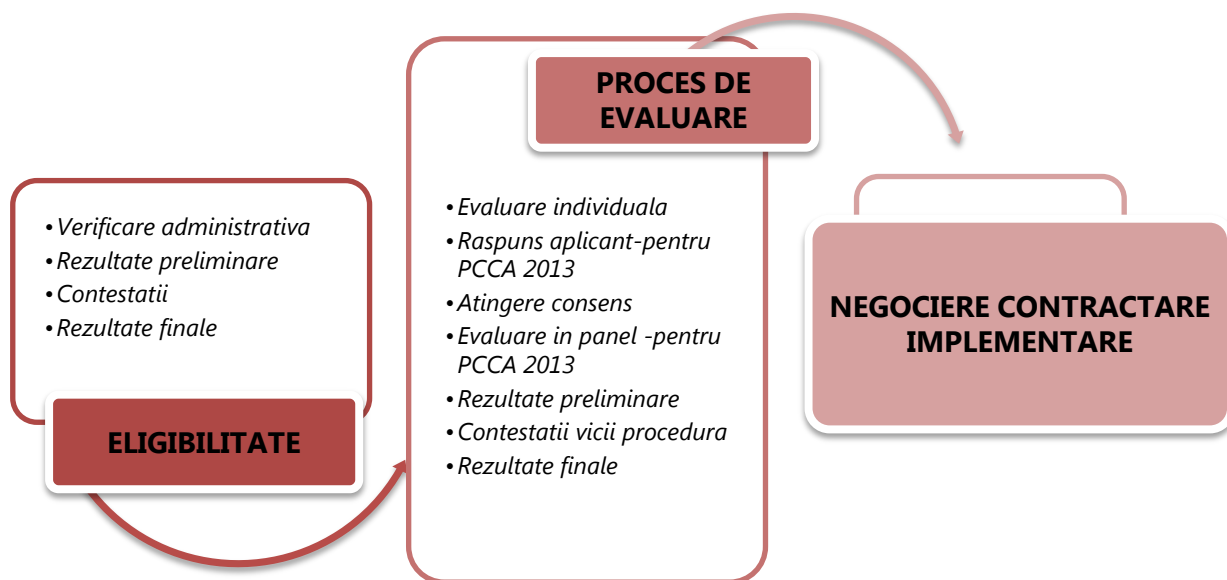 • Verificare administrativa
• Rezultate preliminare
• Contestatii
• Rezultate finale
ELIGIBILITATE
PROCES DE
EVALUARE
• Evaluare individuala
• Raspuns aplicant-pentru
PCCA 2013
• Atingere consens
• Evaluare in panel -pentru
PCCA 2013
• Rezultate preliminare
• Contestatii vicii procedura
• Rezultate finale
NEGOCIERE CONTRACTARE
IMPLEMENTARE